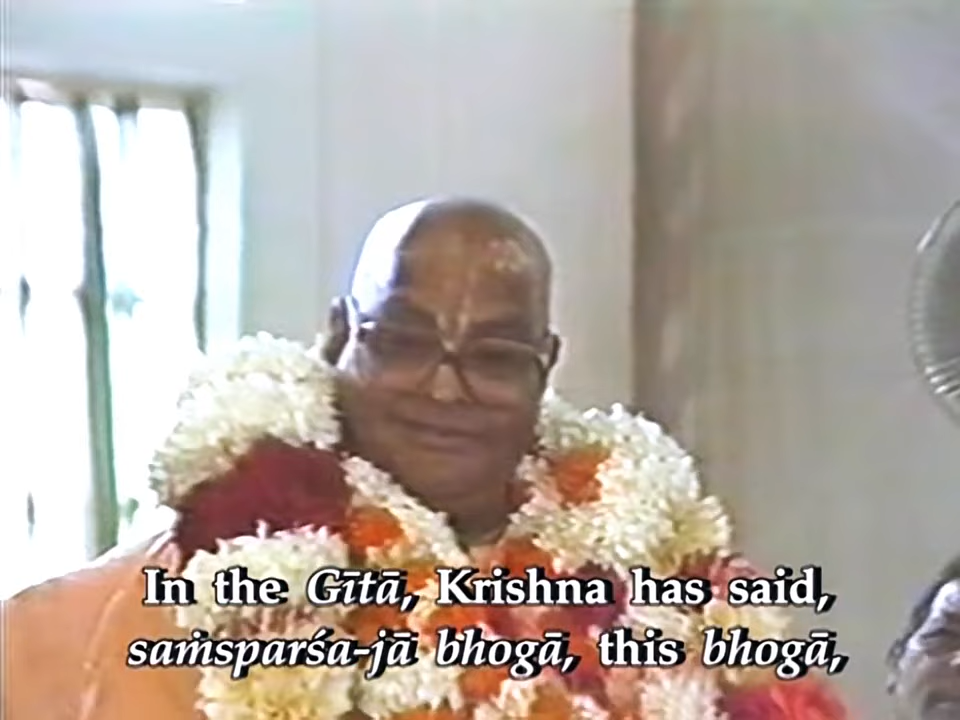 In the Gītā, Krishna has said,
saṁsparśa-jā bhogā, this bhogā,